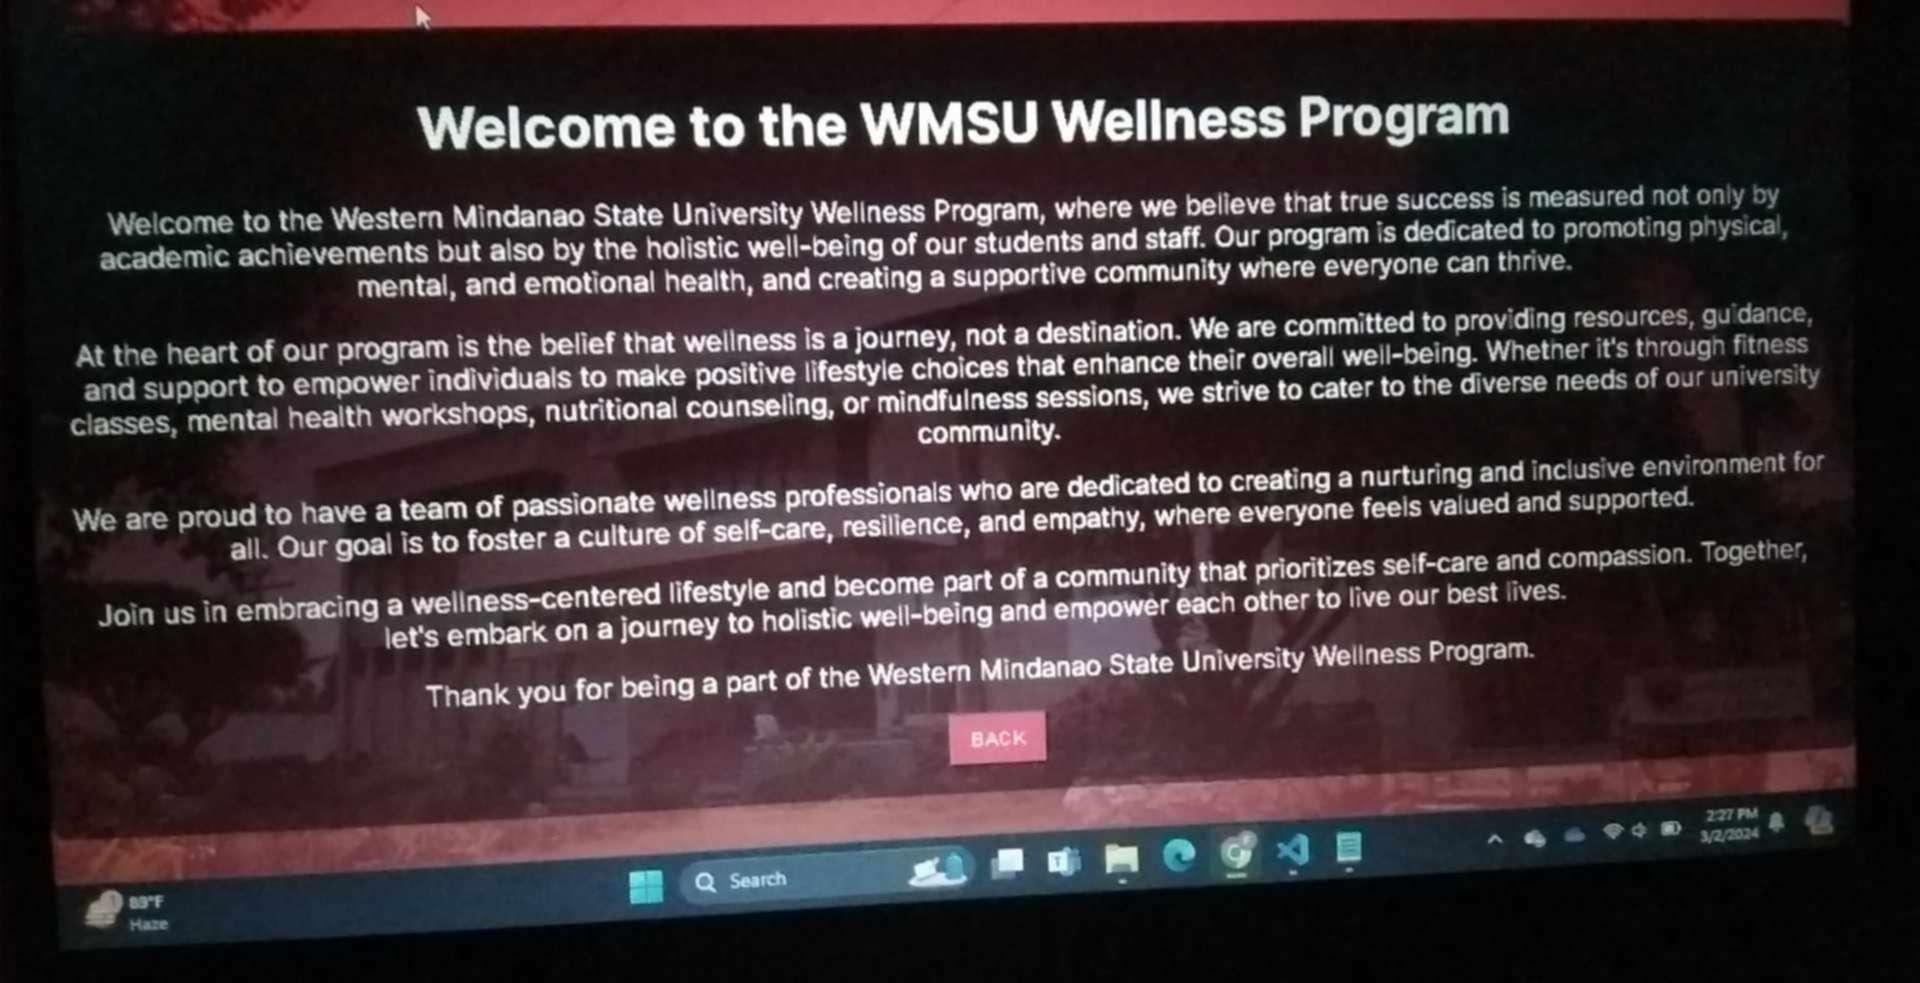 Welcome to the WMSU Wellness Program
Welcome to the Western Mindanao State University Wellness Program, where we believe that true success is measured not only by
academic achievements but also by the holistic well-being of our students and staff. Our program is dedicated to promoting physical,
mental, and emotional health, and creating a supportive community where everyone can thrive.
At the heart of our program is the belief that wellness is a journey, not a destination. We are committed to providing resources, guidance,
and support to empower individuals to make positive lifestyle choices that enhance their overall well-being. Whether it's through fitness
classes, mental health workshops, nutritional counseling, or mindfulness sessions, we strive to cater to the diverse needs of our university
community.
We are proud to have a team of passionate wellness professionals who are dedicated to creating a nurturing and inclusive environment for
all. Our goal is to foster a culture of self-care, resilience, and empathy, where everyone feels valued and supported.
Join us in embracing a wellness-centered lifestyle and become part of a community that prioritizes self-care and compassion. Together,
let's embark on a journey to holistic well-being and empower each other to live our best lives.
Thank you for being a part of the Western Mindanao State University Wellness Program.
BACK
89°F
Haze
Search
2:27 PM
3/2/2024